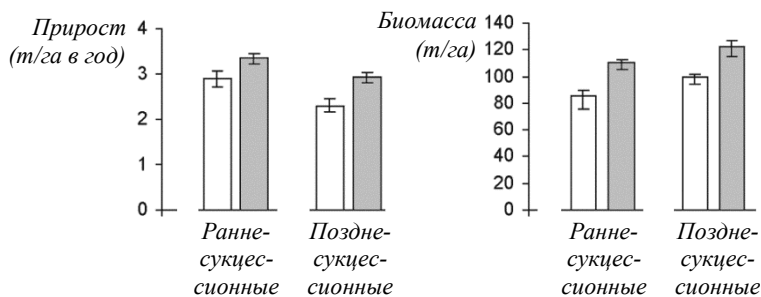 Прирост
(т/га в год)
4
3
2
1
0
Ранне-
сукцес-
сионные
Поздне-
сукцес-
сионные
Биомасса
(т/га)
140
120
100
80
60
40
20
0
Ранне-
сукцес-
сионные
Поздне-
сукцес-
сионные